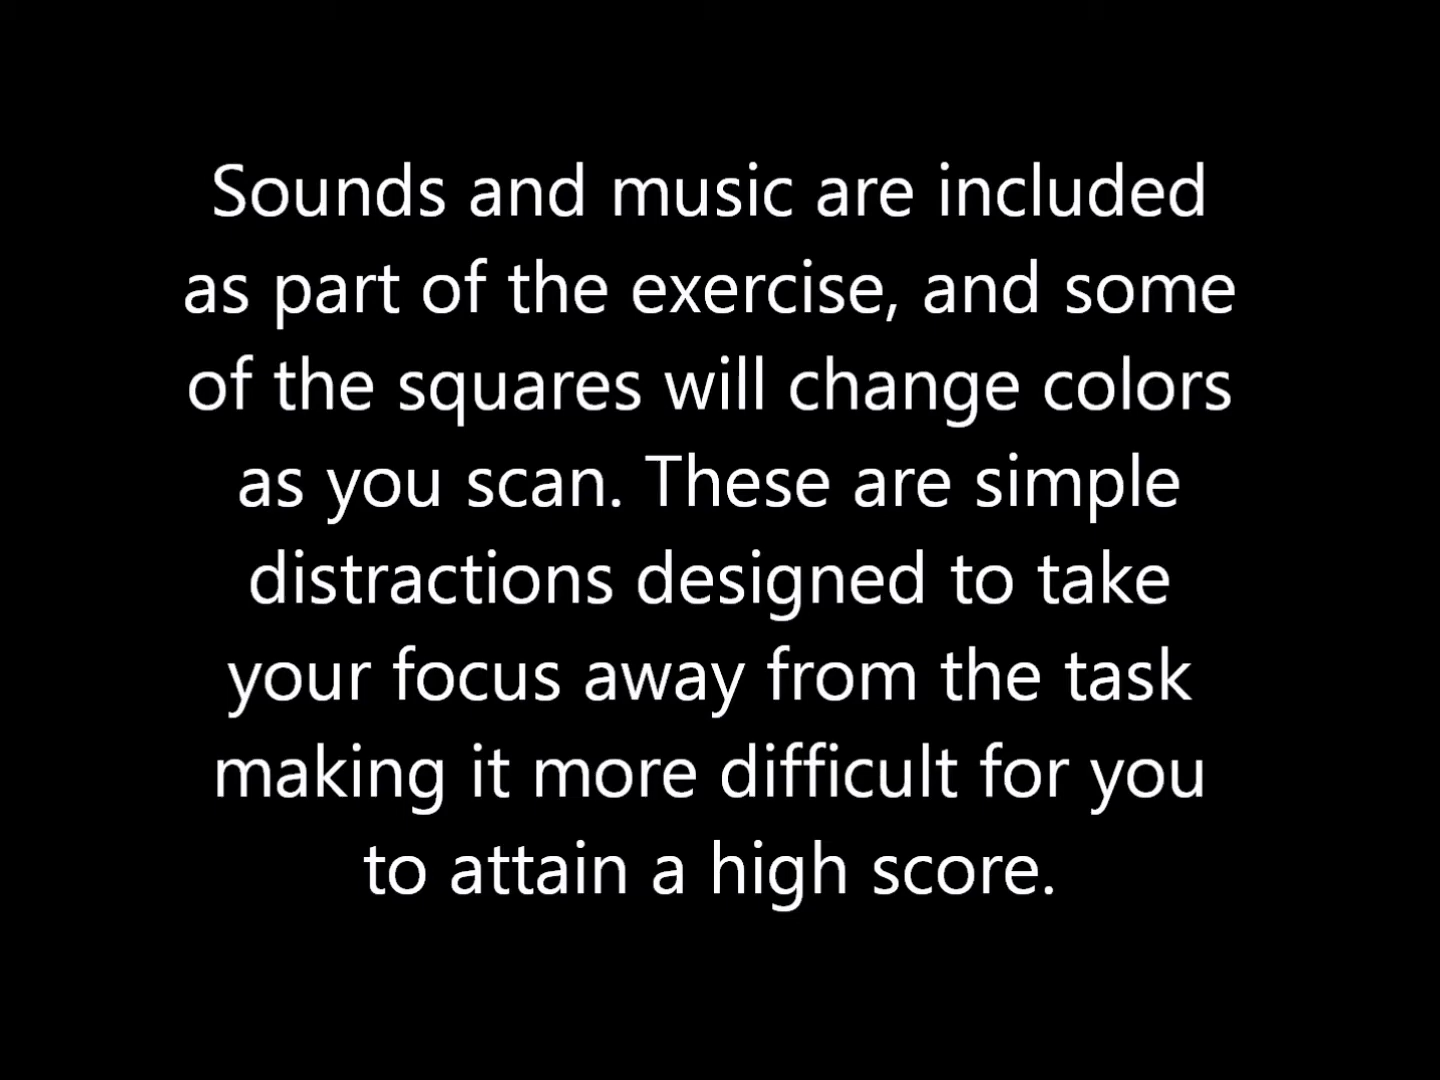 Sounds and music are included
as part of the exercise, and some
of the squares will change colors
as you scan. These are simple
distractions designed to take
your focus away from the task
making it more difficult for you
to attain a high score.